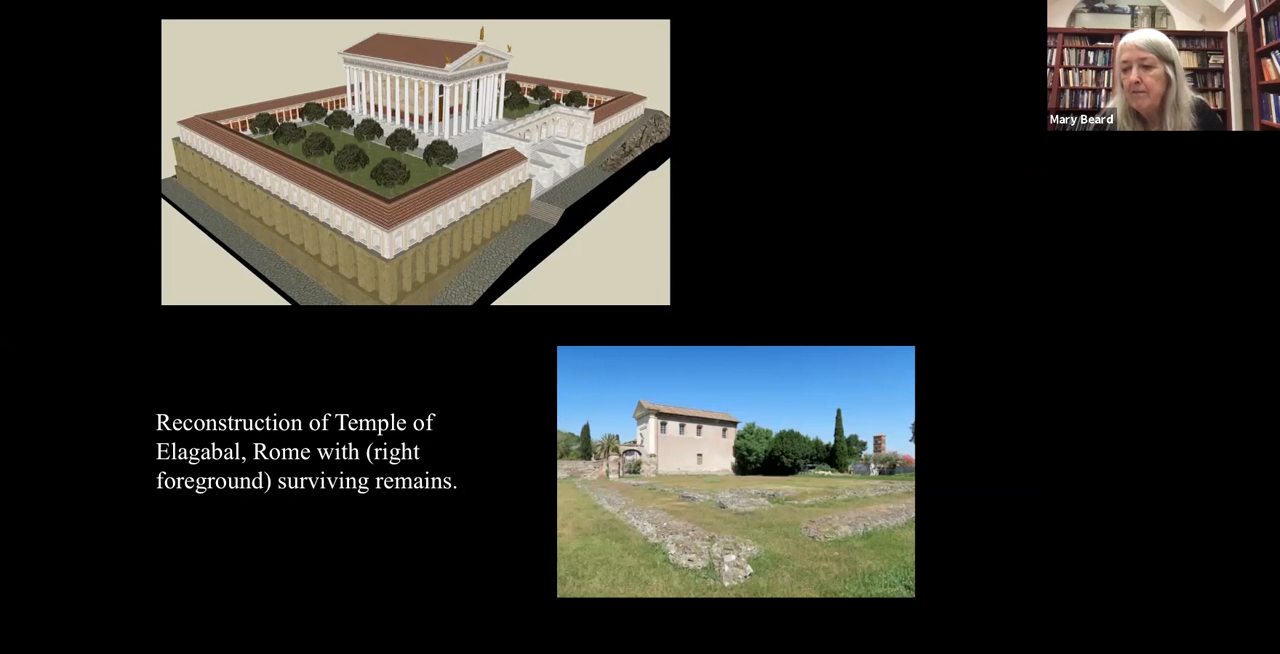 Mary Beard
Reconstruction of Temple of
Elagabal, Rome with (right
foreground) surviving remains.